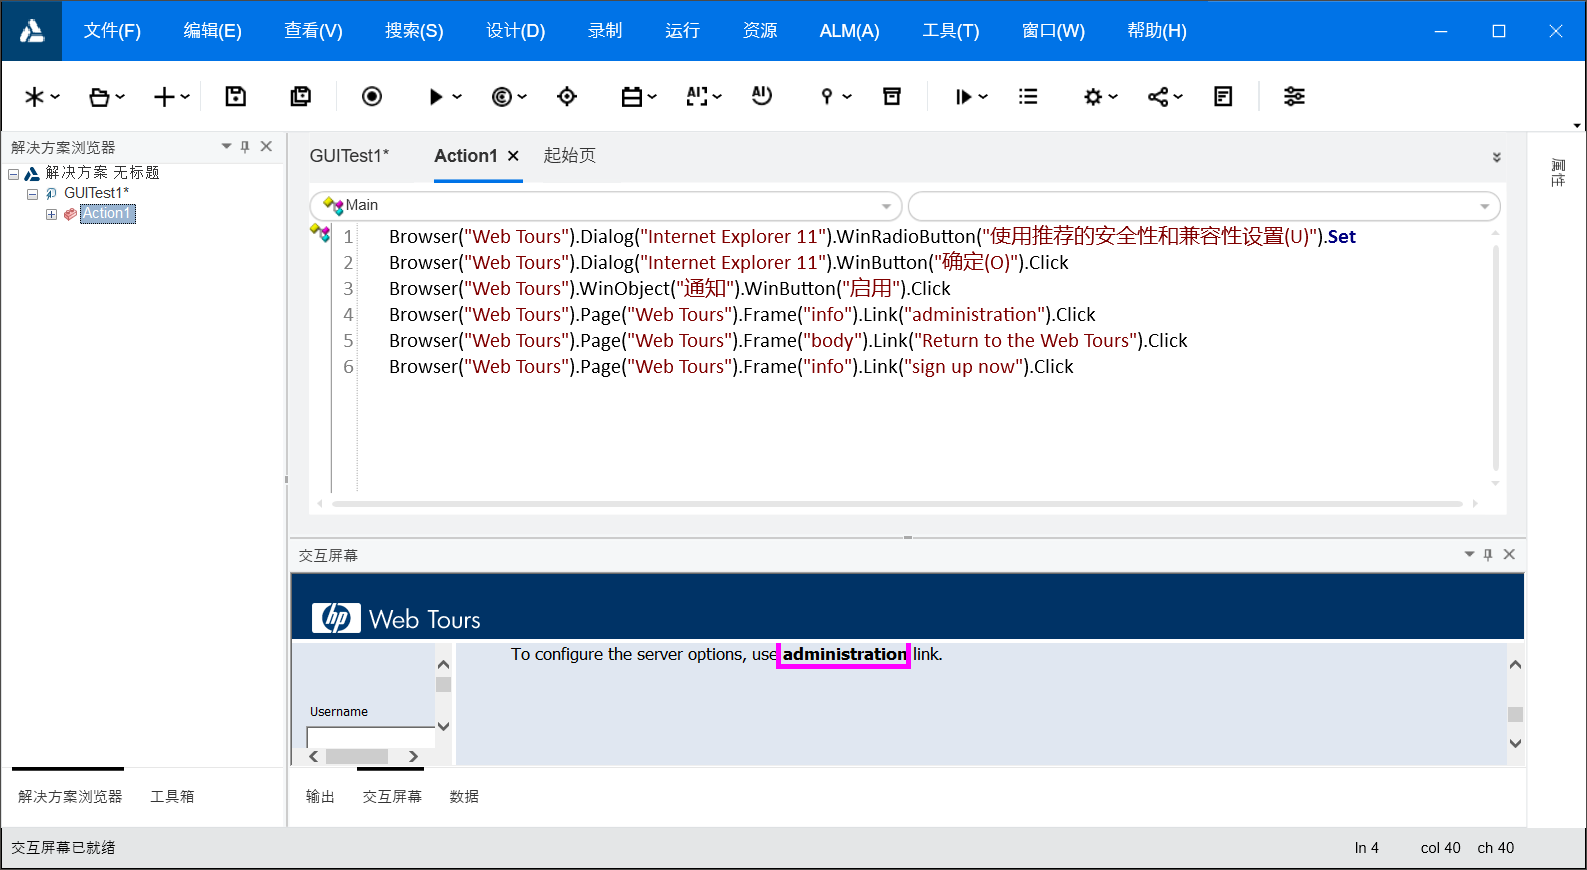 文件(F) 编辑(E) 查看(V) 搜索(S) 设计(D) 录制 运行 资源 ALM(A) 工具(T) 窗口(W) 帮助(H)
AI AI
解决方案浏览器
解决方案 无标题
GUITest1*
Action1
GUITest1* Action1 起始页
Main
1 Browser("Web Tours").Dialog("Internet Explorer 11").WinRadioButton("使用推荐的安全性和兼容性设置(U)").Set
2 Browser("Web Tours").Dialog("Internet Explorer 11").WinButton("确定(O)").Click
3 Browser("Web Tours").WinObject("通知").WinButton("启用").Click
4 Browser("Web Tours").Page("Web Tours").Frame("info").Link("administration").Click
5 Browser("Web Tours").Page("Web Tours").Frame("body").Link("Return to the Web Tours").Click
6 Browser("Web Tours").Page("Web Tours").Frame("info").Link("sign up now").Click
属性
交互屏幕
hp Web Tours
To configure the server options, use administration link.
Username
解决方案浏览器 工具箱
输出 交互屏幕 数据
交互屏幕已就绪
ln 4 col 40 ch 40